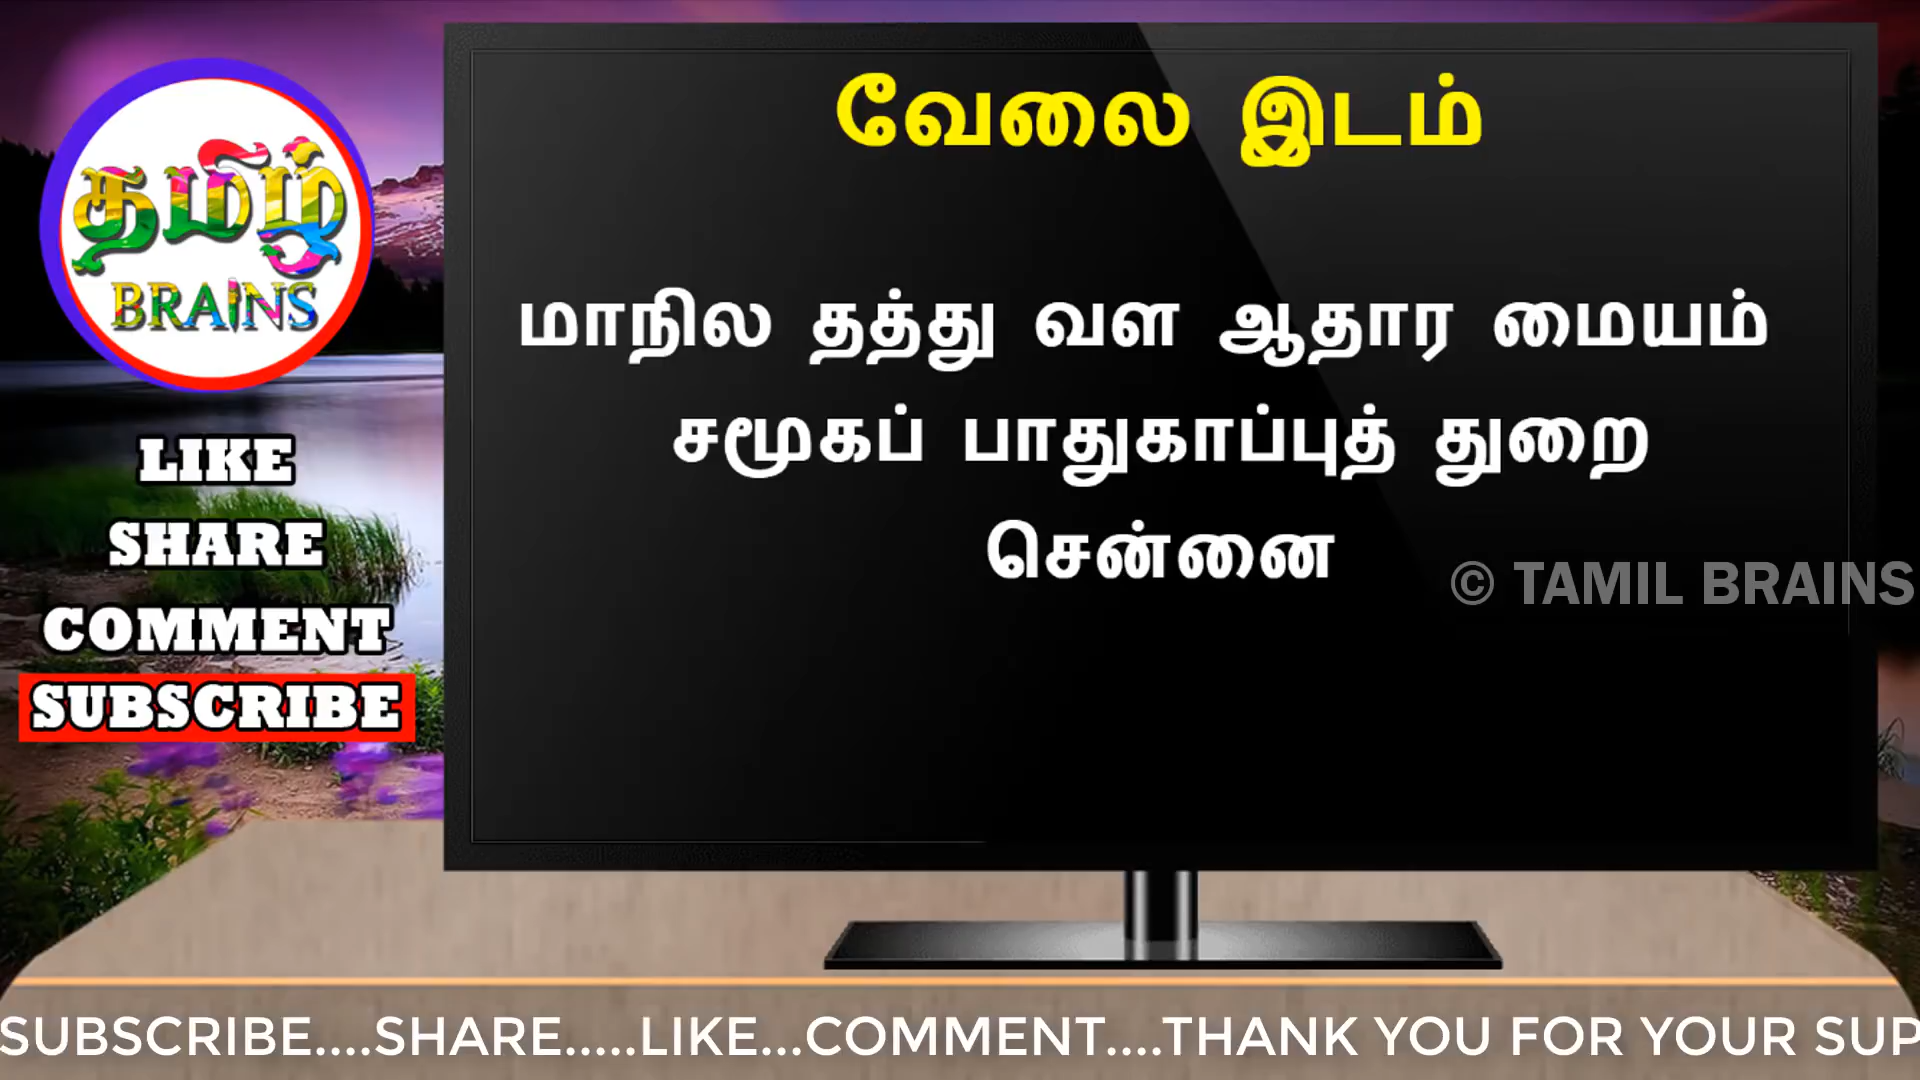 தமிழ்
BRAINS
LIKE
SHARE
COMMENT
SUBSCRIBE
வேலை இடம்
மாநில தத்து வள ஆதார மையம்
சமூகப் பாதுகாப்புத் துறை
சென்னை
© TAMIL BRAINS
SUBSCRIBE....SHARE.....LIKE...COMMENT....THANK YOU FOR YOUR SUP